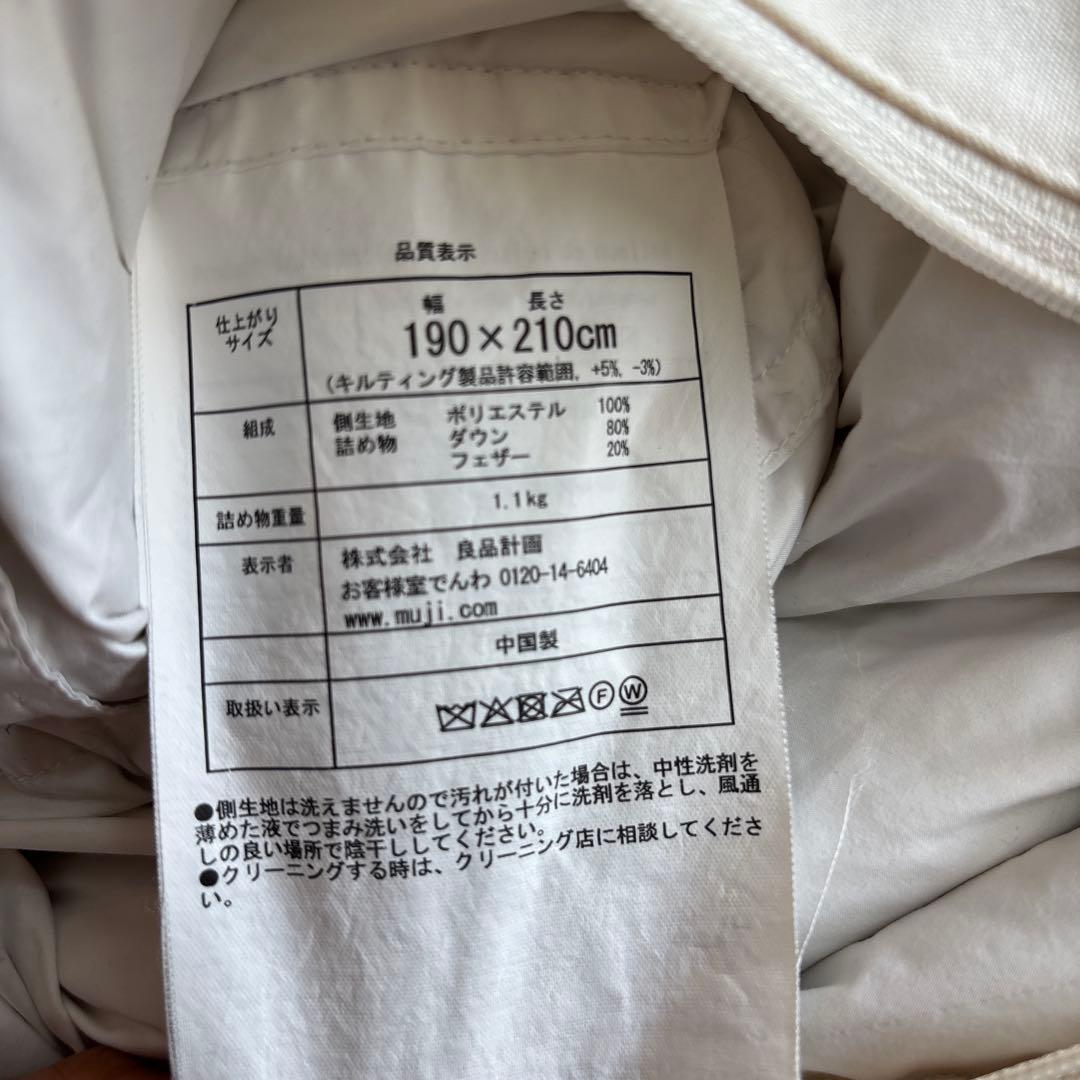 品質表示
幅 長さ
仕上がり
サイズ
190×210cm
(キルティング製品許容範囲, +5%, -3%)
組成
側生地 ポリエステル 100%
詰め物 ダウン 80%
フェザー 20%
詰め物重量 1.1kg
表示者 株式会社 良品計画
お客様室でんわ 0120-14-6404
www.muji.com
中国製
取扱い表示 F W
●側生地は洗えませんので汚れが付いた場合は、中性洗剤を
薄めた液でつまみ洗いをしてから十分に洗剤を落とし、風通
しの良い場所で陰干ししてください。
●クリーニングする時は、クリーニング店に相談してくださ
い。